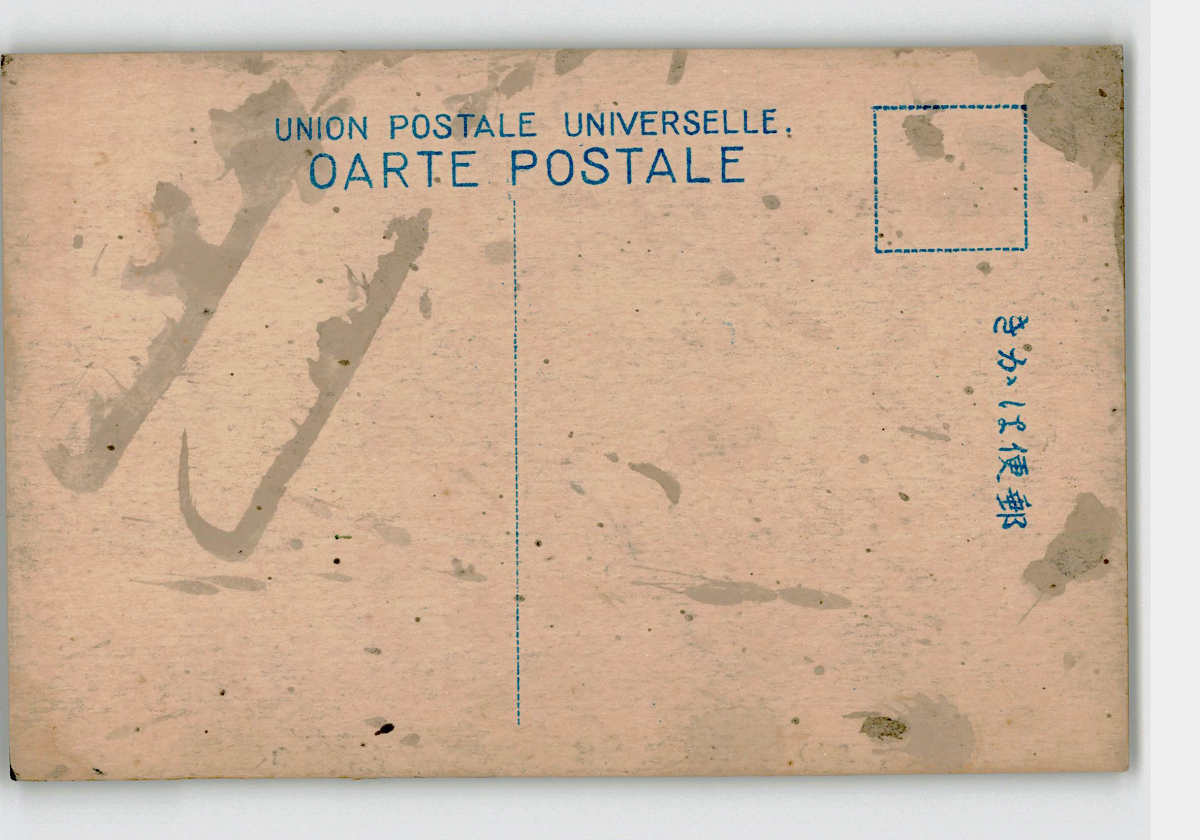 UNION POSTALE UNIVERSELLE.
OARTE POSTALE
郵便はかき